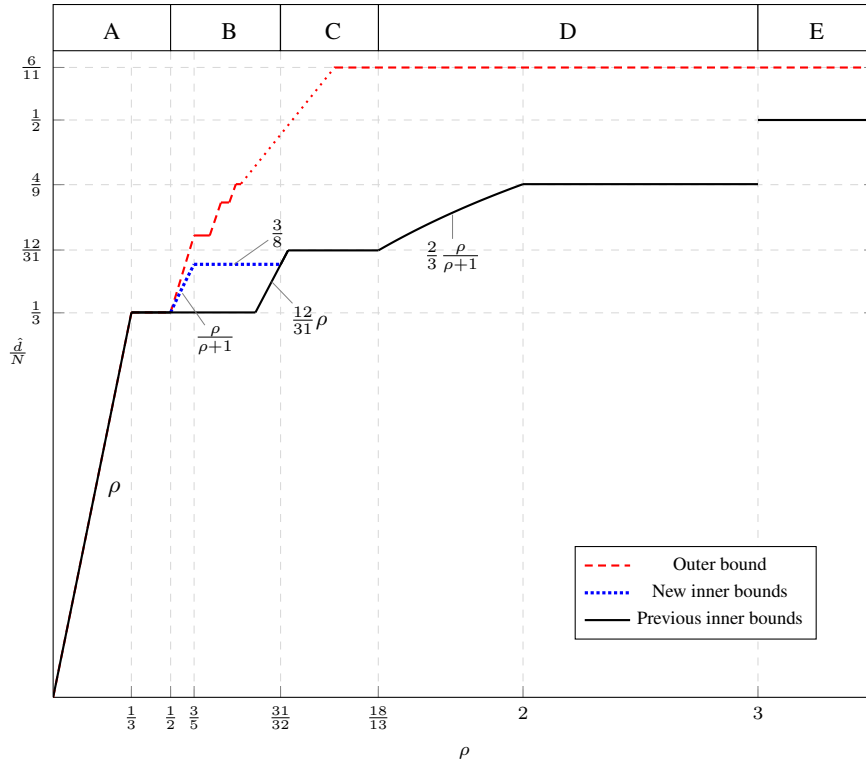 A B C D E
6/11
1/2
4/9
12/31
1/3
d̂/N
3/8
2/3 ρ/(ρ+1)
12/31 ρ
ρ/(ρ+1)
ρ
Outer bound
New inner bounds
Previous inner bounds
1/3 1/2 3/5 31/32 18/13 2 3
ρ